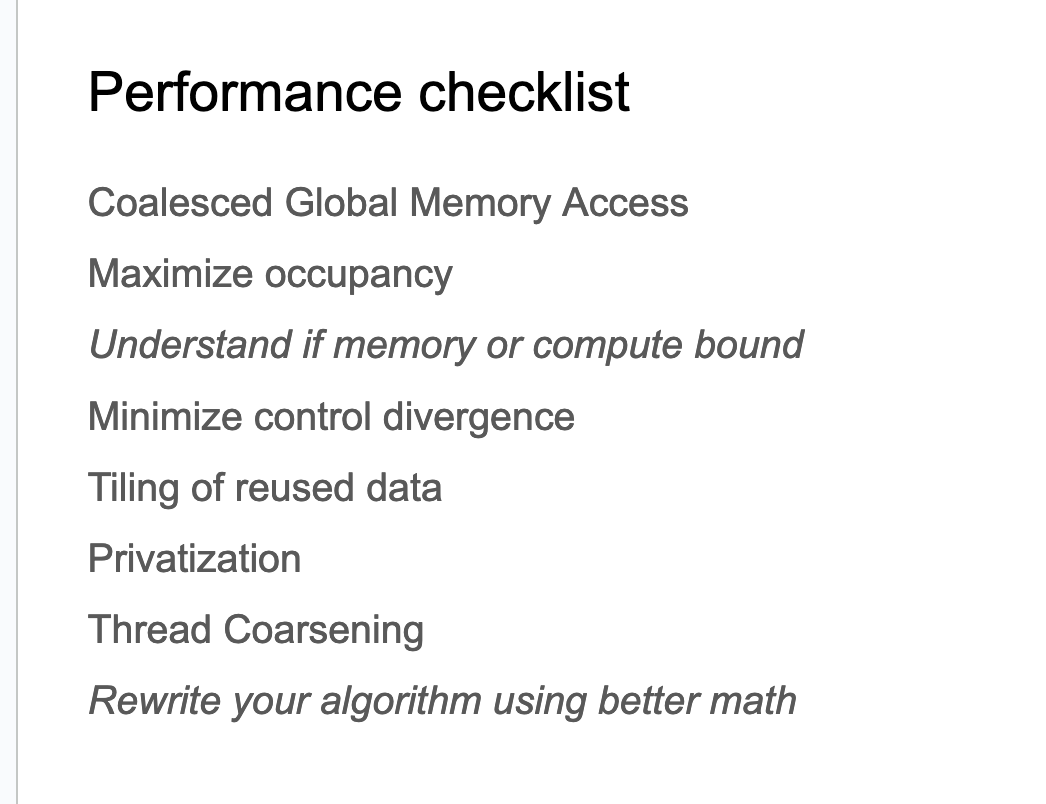 Performance checklist
Coalesced Global Memory Access
Maximize occupancy
Understand if memory or compute bound
Minimize control divergence
Tiling of reused data
Privatization
Thread Coarsening
Rewrite your algorithm using better math